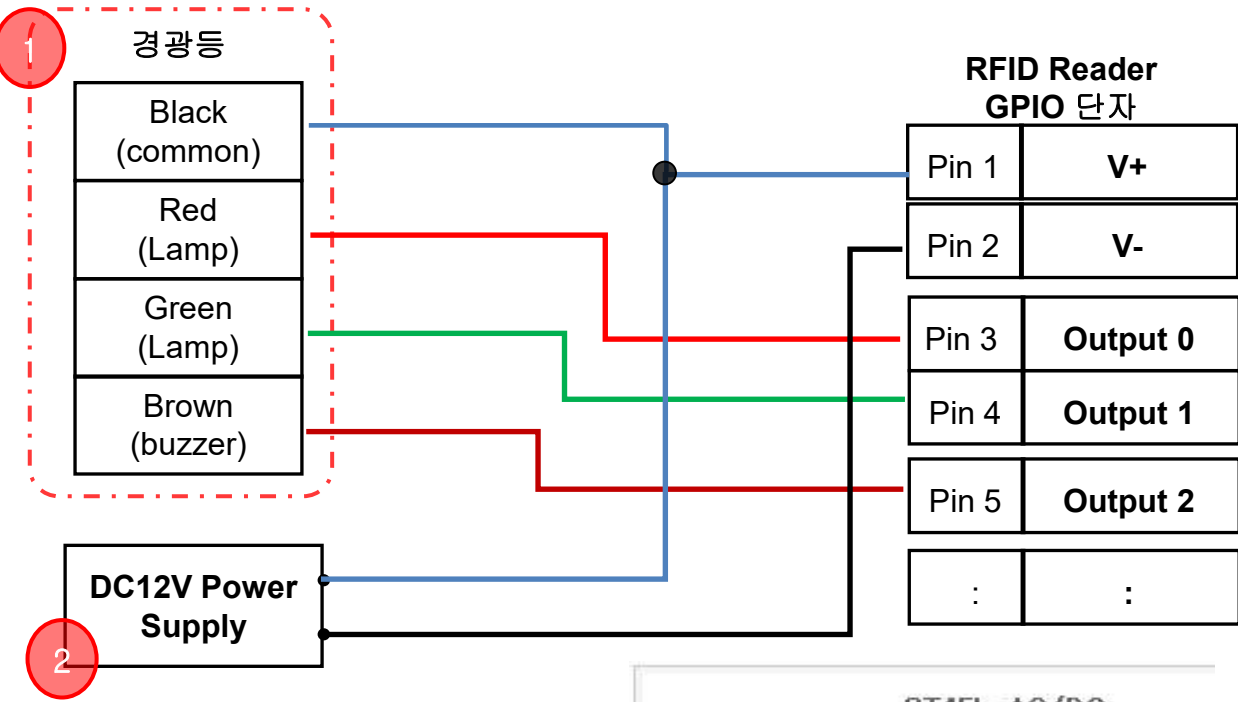 1
경광등
Black
(common)
Red
(Lamp)
Green
(Lamp)
Brown
(buzzer)
DC12V Power
Supply
2
RFID Reader
GPIO 단자
Pin 1 V+
Pin 2 V-
Pin 3 Output 0
Pin 4 Output 1
Pin 5 Output 2
: :